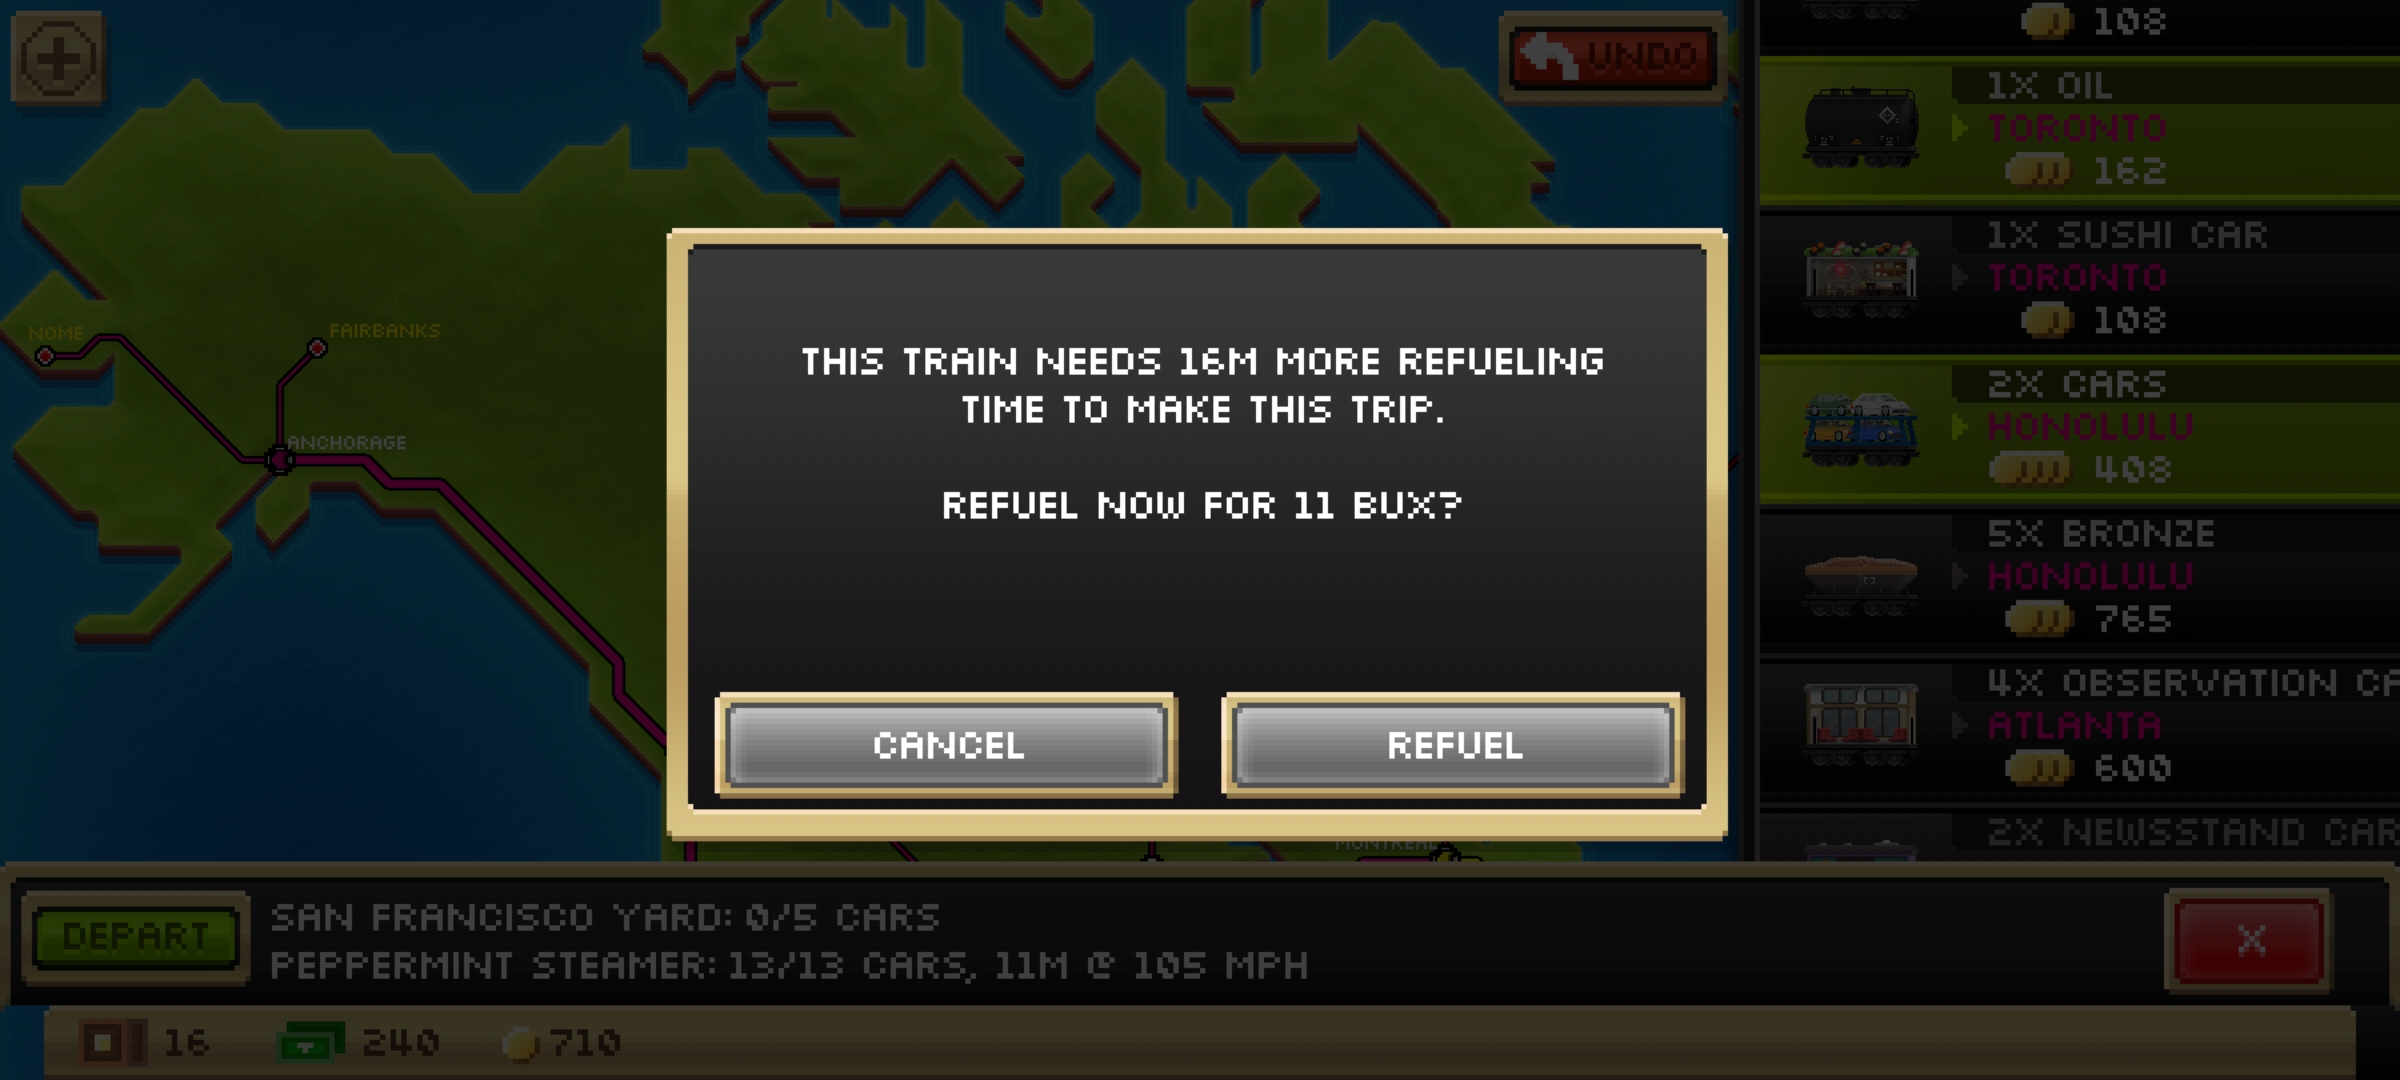 UNDO
NOME
FAIRBANKS
ANCHORAGE
MONTREAL
108
1X OIL
TORONTO
162
1X SUSHI CAR
TORONTO
108
2X CARS
HONOLULU
408
5X BRONZE
HONOLULU
765
4X OBSERVATION CA
ATLANTA
600
2X NEWSSTAND CAR
THIS TRAIN NEEDS 16M MORE REFUELING
TIME TO MAKE THIS TRIP.
REFUEL NOW FOR 11 BUX?
CANCEL
REFUEL
DEPART
SAN FRANCISCO YARD: 0/5 CARS
PEPPERMINT STEAMER: 13/13 CARS, 11M @ 105 MPH
X
16
240
710